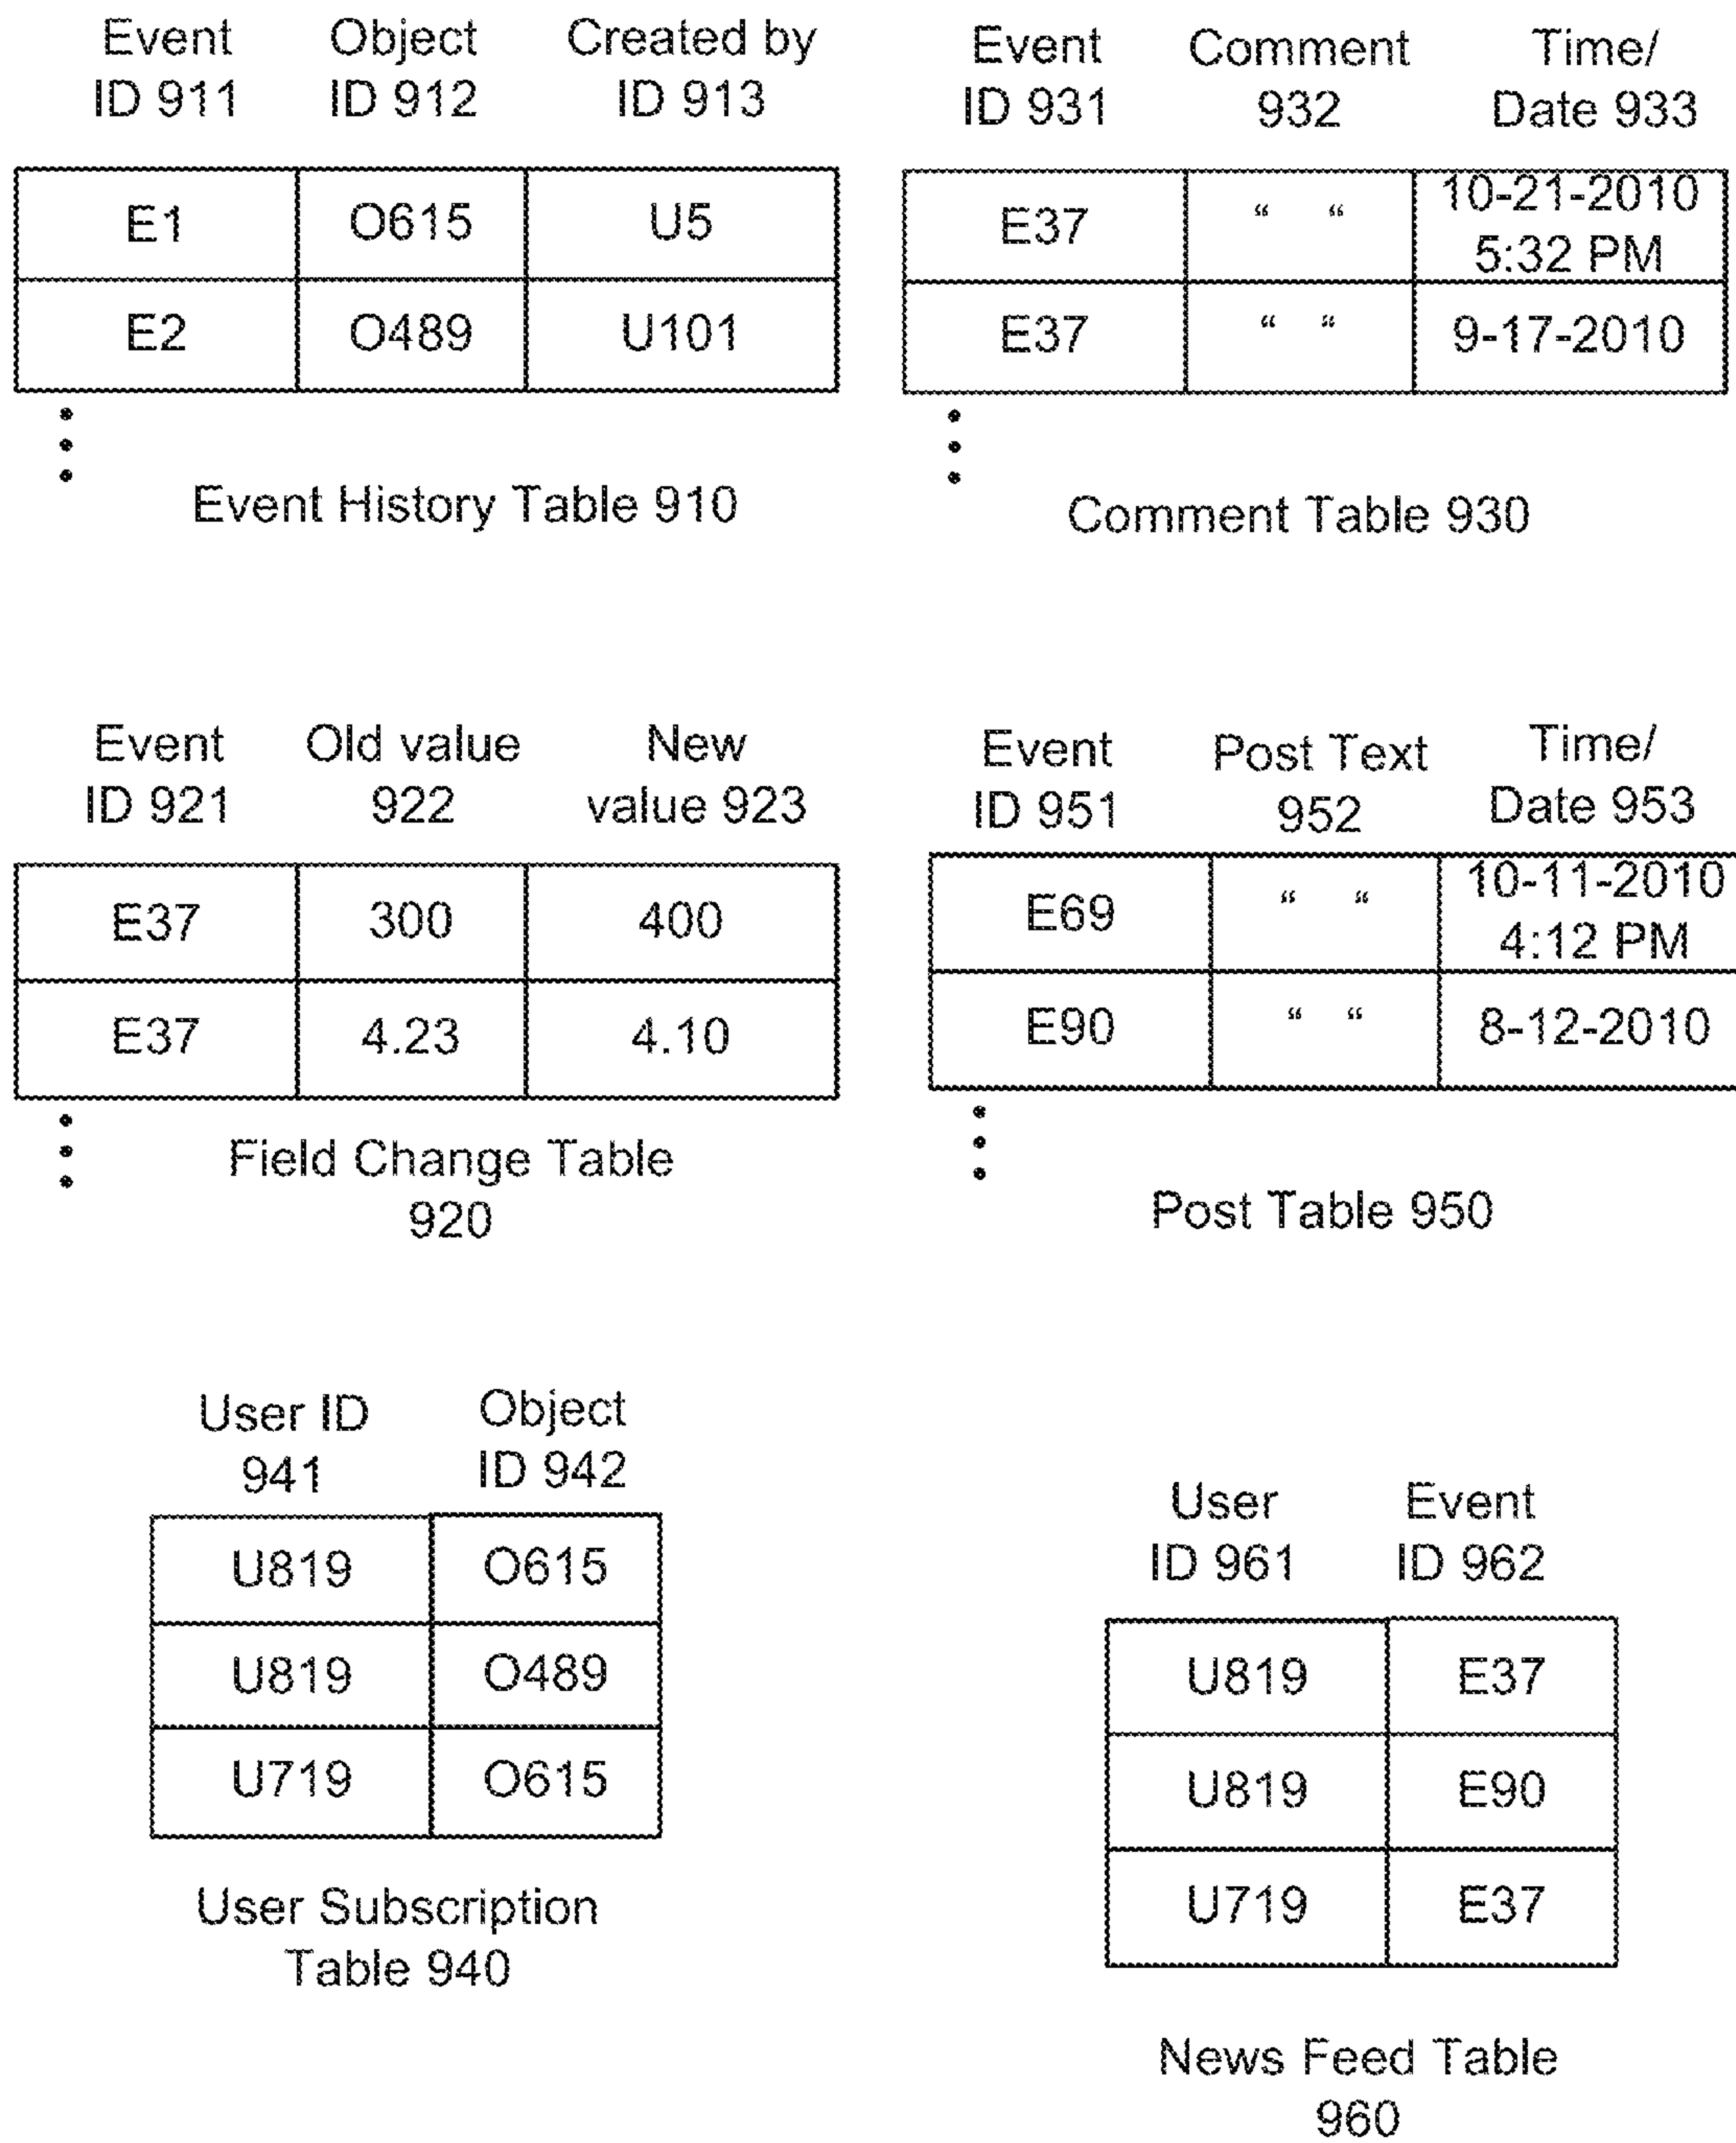 Event Object Created by
ID 911 ID 912 ID 913
E1 O615 U5
E2 O489 U101
Event History Table 910
Event Comment Time/
ID 931 932 Date 933
E37 “ “ 10-21-2010
5:32 PM
E37 “ “ 9-17-2010
Comment Table 930
Event Old value New
ID 921 922 value 923
E37 300 400
E37 4.23 4.10
Field Change Table
920
Event Post Text Time/
ID 951 952 Date 953
E69 “ “ 10-11-2010
4:12 PM
E90 “ “ 8-12-2010
Post Table 950
User ID Object
941 ID 942
U819 O615
U819 O489
U719 O615
User Subscription
Table 940
User Event
ID 961 ID 962
U819 E37
U819 E90
U719 E37
News Feed Table
960